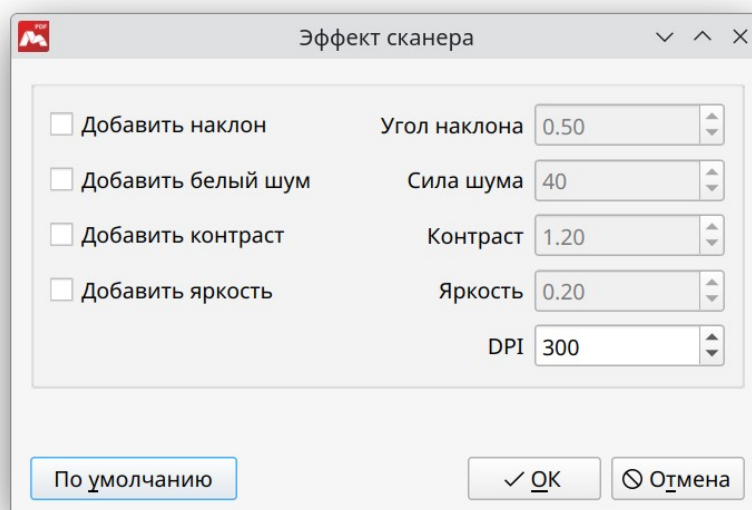 PDF
Эффект сканера
Добавить наклон Угол наклона 0.50
Добавить белый шум Сила шума 40
Добавить контраст Контраст 1.20
Добавить яркость Яркость 0.20
DPI 300
По умолчанию OK Отмена